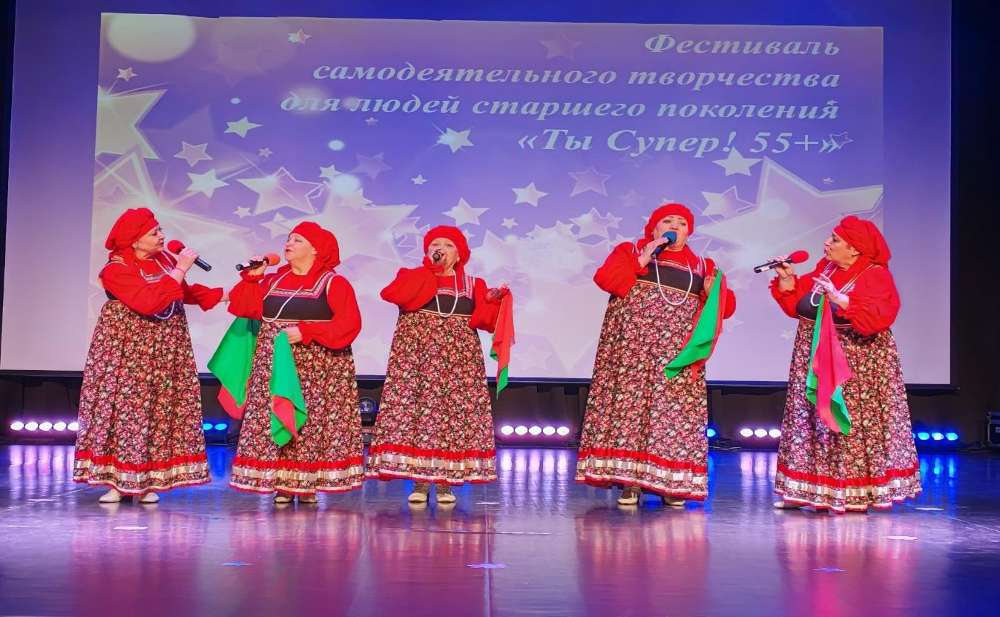 Фестиваль
самодеятельного творчества
для людей старшего поколения
«Ты Супер! 55+»